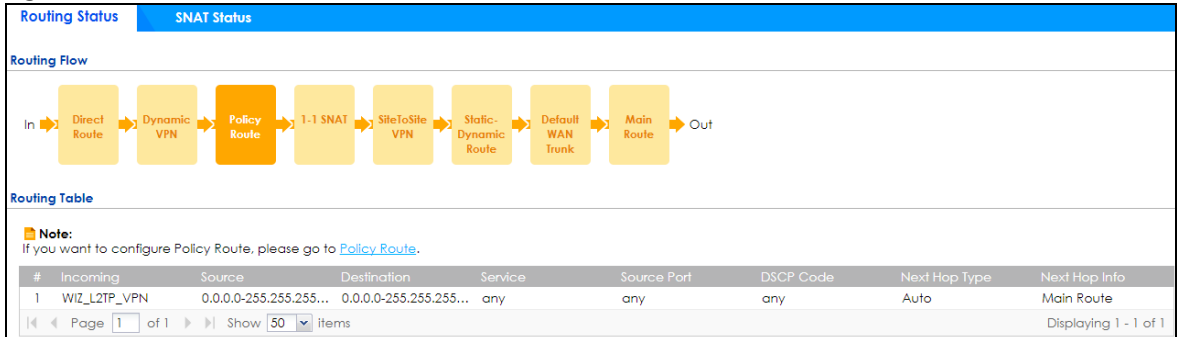 Routing Status SNAT Status
Routing Flow
In Direct Route Dynamic VPN Policy Route 1-1 SNAT SiteToSite VPN Static-Dynamic Route Default WAN Trunk Main Route Out
Routing Table
Note:
If you want to configure Policy Route, please go to Policy Route.
# Incoming Source Destination Service Source Port DSCP Code Next Hop Type Next Hop Info
1 WIZ_L2TP_VPN 0.0.0.0-255.255.255... 0.0.0.0-255.255.255... any any any Auto Main Route
Page 1 of 1 Show 50 items Displaying 1 - 1 of 1